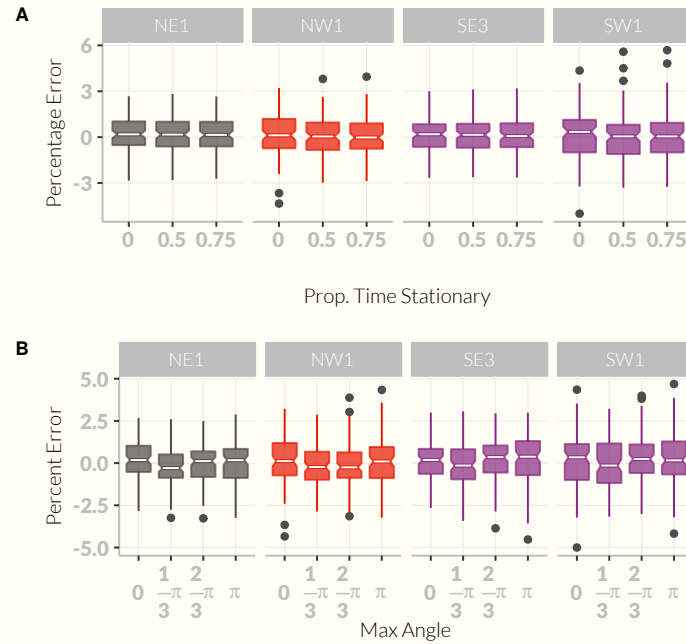 A
NE1 NW1 SE3 SW1
Percentage Error
6
3
0
-3
0 0.5 0.75 0 0.5 0.75 0 0.5 0.75 0 0.5 0.75
Prop. Time Stationary
B
NE1 NW1 SE3 SW1
Percent Error
5.0
2.5
0.0
-2.5
-5.0
0 1/3 π 2/3 π π 0 1/3 π 2/3 π π 0 1/3 π 2/3 π π 0 1/3 π 2/3 π π
Max Angle